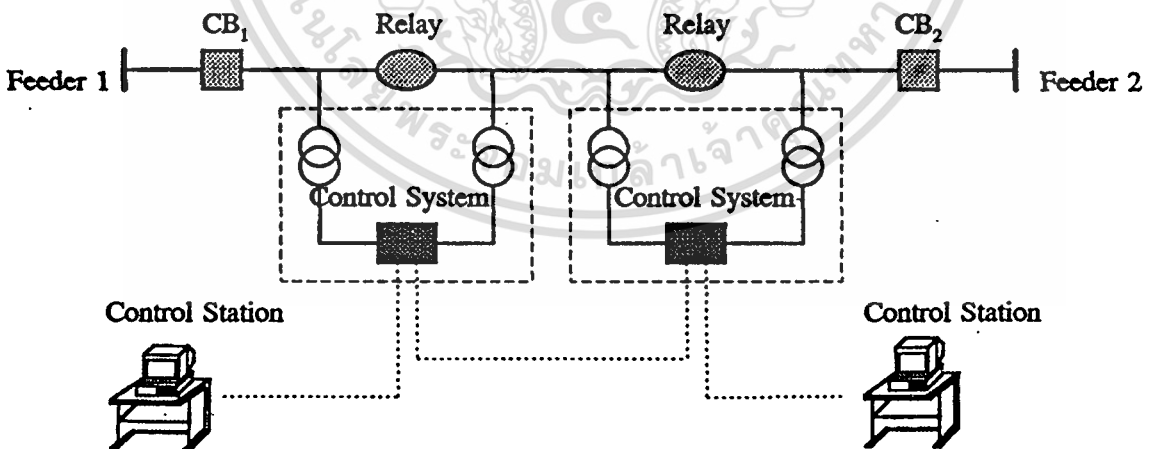 CB₁
Relay
Relay
CB₂
Feeder 1
Feeder 2
Control System
Control System
Control Station
Control Station